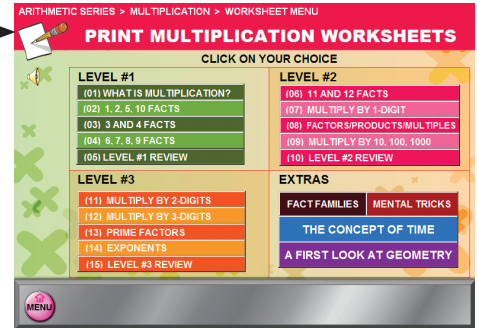 ARITHMETIC SERIES > MULTIPLICATION > WORKSHEET MENU
PRINT MULTIPLICATION WORKSHEETS
CLICK ON YOUR CHOICE
LEVEL #1
(01) WHAT IS MULTIPLICATION?
(02) 1, 2, 5, 10 FACTS
(03) 3 AND 4 FACTS
(04) 6, 7, 8, 9 FACTS
(05) LEVEL #1 REVIEW
LEVEL #2
(06) 11 AND 12 FACTS
(07) MULTIPLY BY 1-DIGIT
(08) FACTORS/PRODUCTS/MULTIPLES
(09) MULTIPLY BY 10, 100, 1000
(10) LEVEL #2 REVIEW
LEVEL #3
(11) MULTIPLY BY 2-DIGITS
(12) MULTIPLY BY 3-DIGITS
(13) PRIME FACTORS
(14) EXPONENTS
(15) LEVEL #3 REVIEW
EXTRAS
FACT FAMILIES MENTAL TRICKS
THE CONCEPT OF TIME
A FIRST LOOK AT GEOMETRY
MENU